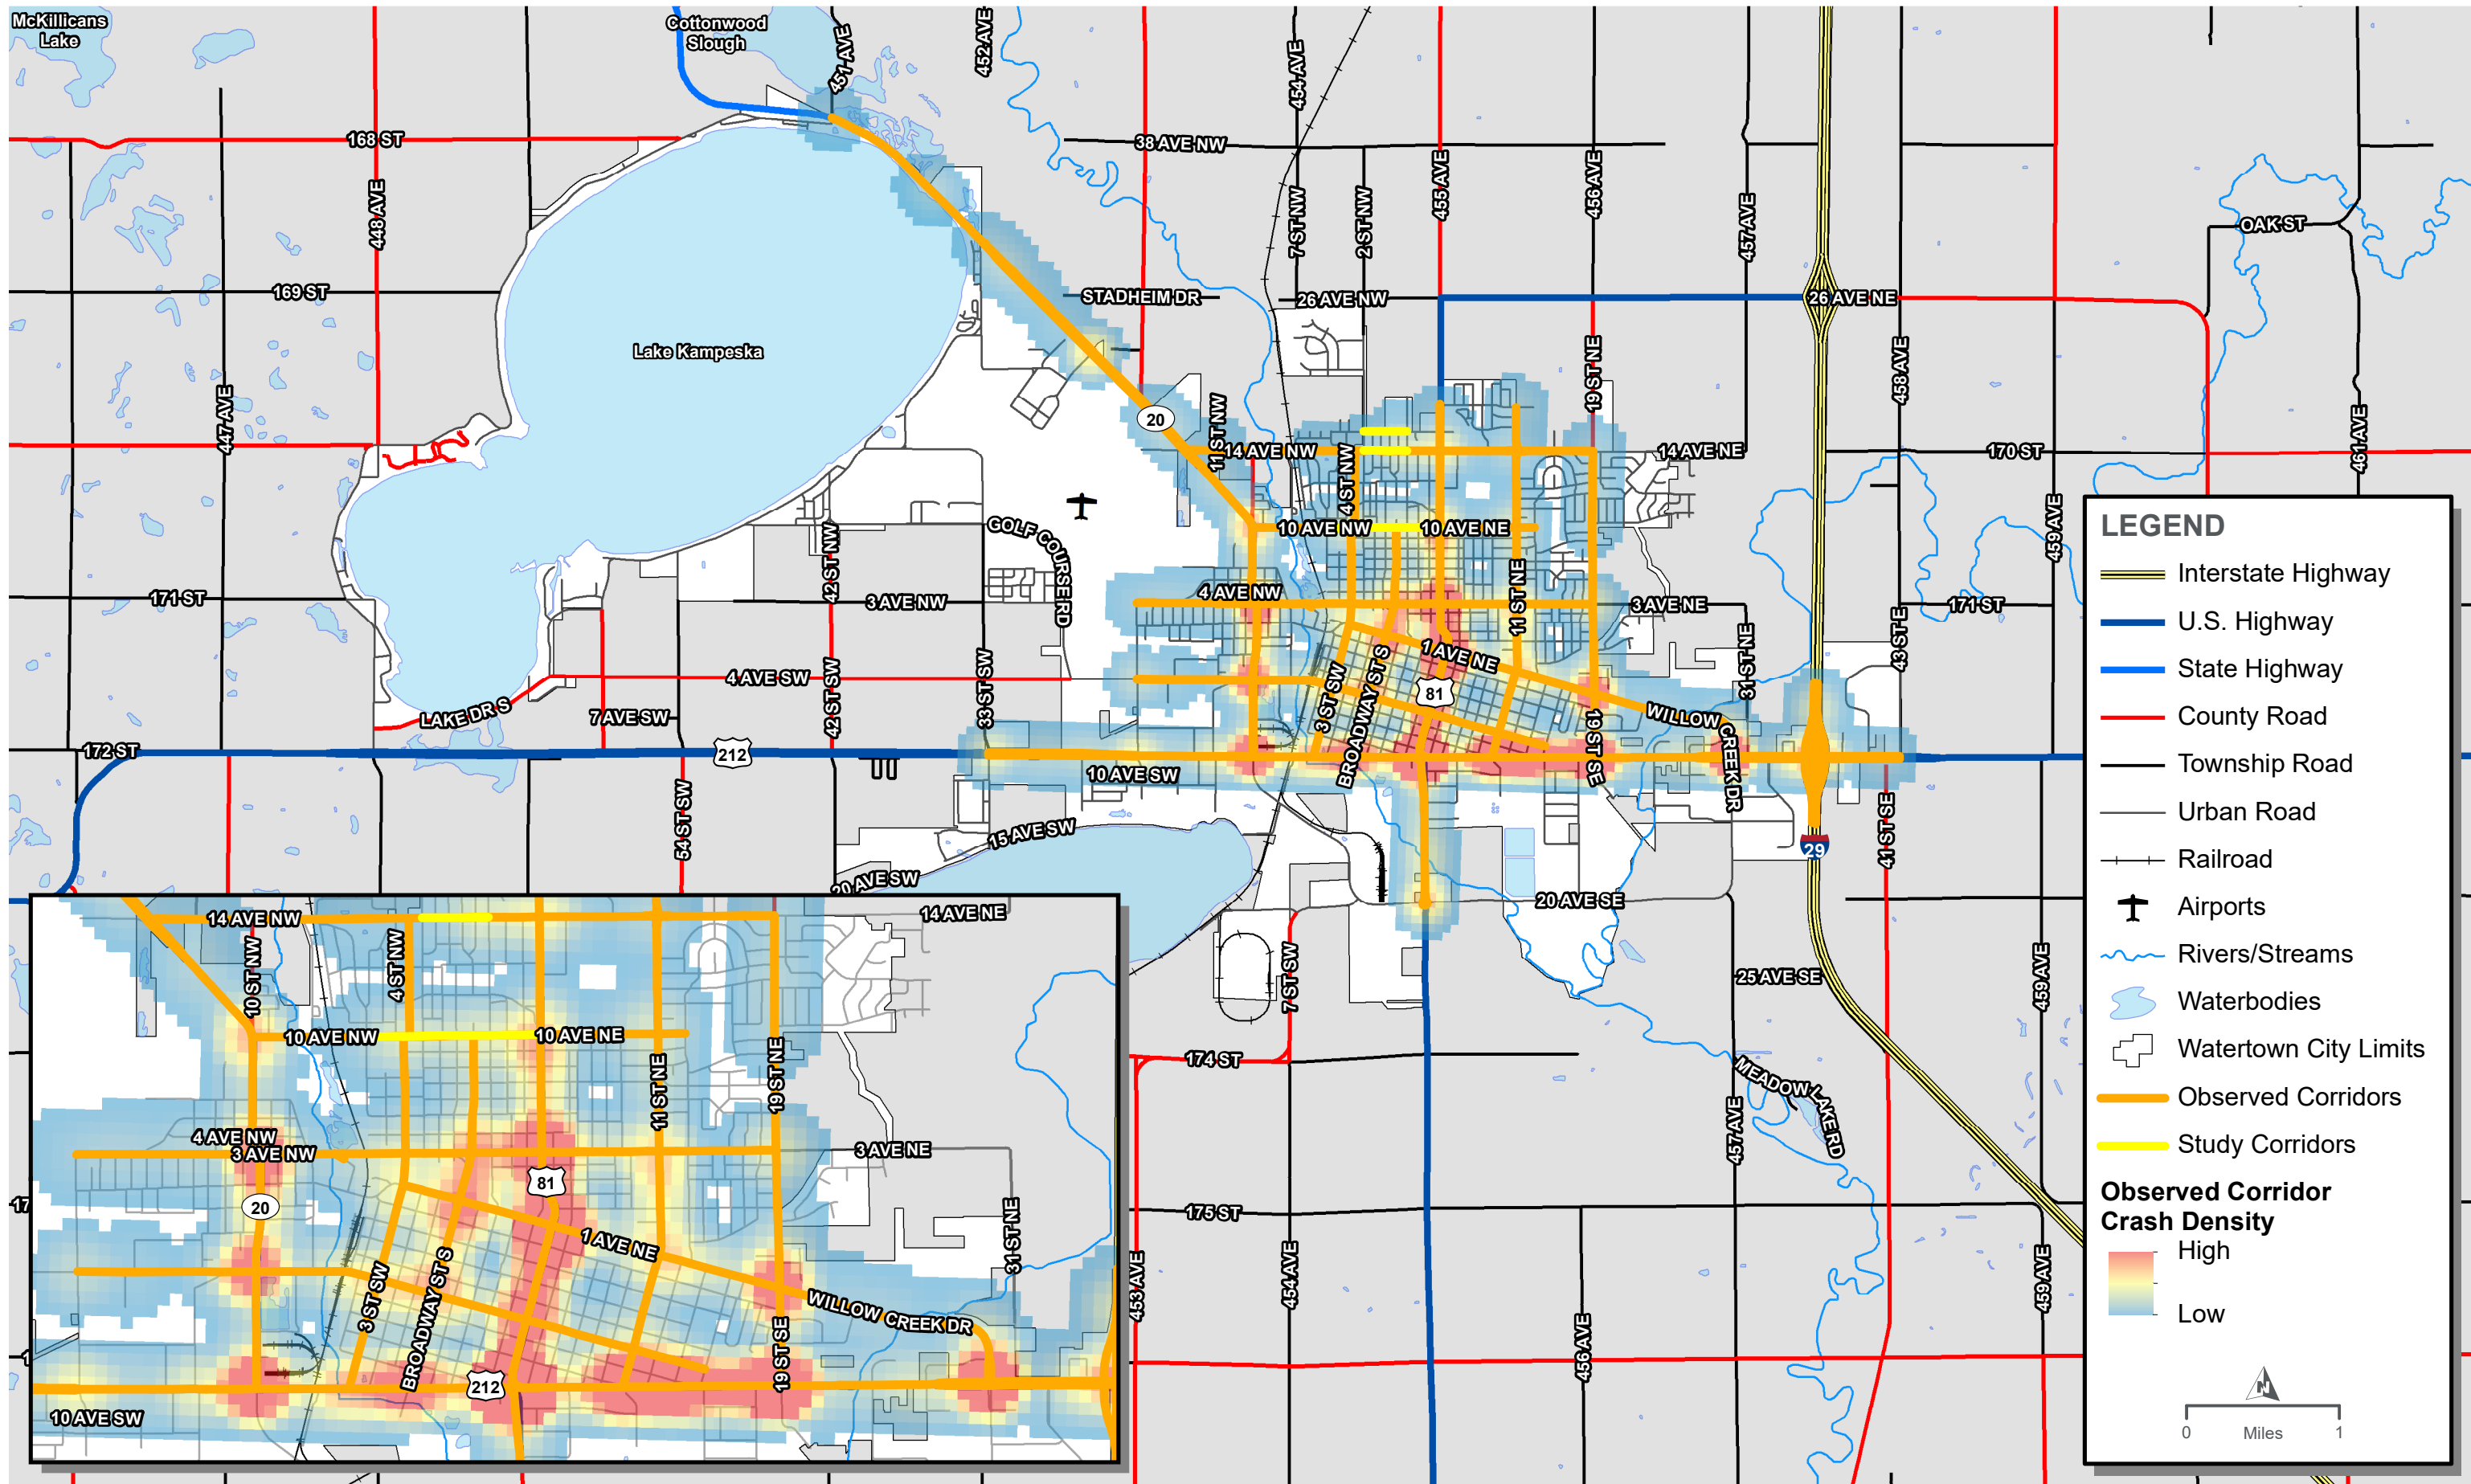 McKillicans
Lake
Cottonwood
Slough
451 AVE
452 AVE
454 AVE
168 ST
448 AVE
38 AVE NW
7 ST NW
2 ST NW
455 AVE
456 AVE
457 AVE
OAK ST
169 ST
STADHEIM DR
26 AVE NW
26 AVE NE
Lake Kampeska
447 AVE
20
11 ST NW
14 AVE NW
4 ST NW
19 ST NE
14 AVE NE
458 AVE
170 ST
461 AVE
459 AVE
10 AVE NW
10 AVE NE
GOLF COURSE RD
42 ST NW
171 ST
3 AVE NW
4 AVE NW
11 ST NE
3 AVE NE
171 ST
1 AVE NE
31 ST NE
43 ST E
4 AVE SW
42 ST SW
33 ST SW
3 ST SW
BROADWAY ST S
81
LAKE DR S
7 AVE SW
19 ST SE
WILLOW CREEK DR
172 ST
212
10 AVE SW
54 ST SW
15 AVE SW
20 AVE SW
29
41 ST SE
20 AVE SE
7 ST SW
25 AVE SE
459 AVE
174 ST
MEADOW LAKE RD
457 AVE
175 ST
453 AVE
454 AVE
456 AVE
459 AVE
14 AVE NW
14 AVE NE
10 ST NW
4 ST NW
10 AVE NW
10 AVE NE
11 ST NE
19 ST NE
4 AVE NW
3 AVE NW
3 AVE NE
81
20
1 AVE NE
31 ST NE
3 ST SW
BROADWAY ST S
WILLOW CREEK DR
19 ST SE
212
10 AVE SW
17
1
LEGEND
Interstate Highway
U.S. Highway
State Highway
County Road
Township Road
Urban Road
Railroad
Airports
Rivers/Streams
Waterbodies
Watertown City Limits
Observed Corridors
Study Corridors
Observed Corridor
Crash Density
High
Low
N
0 Miles 1